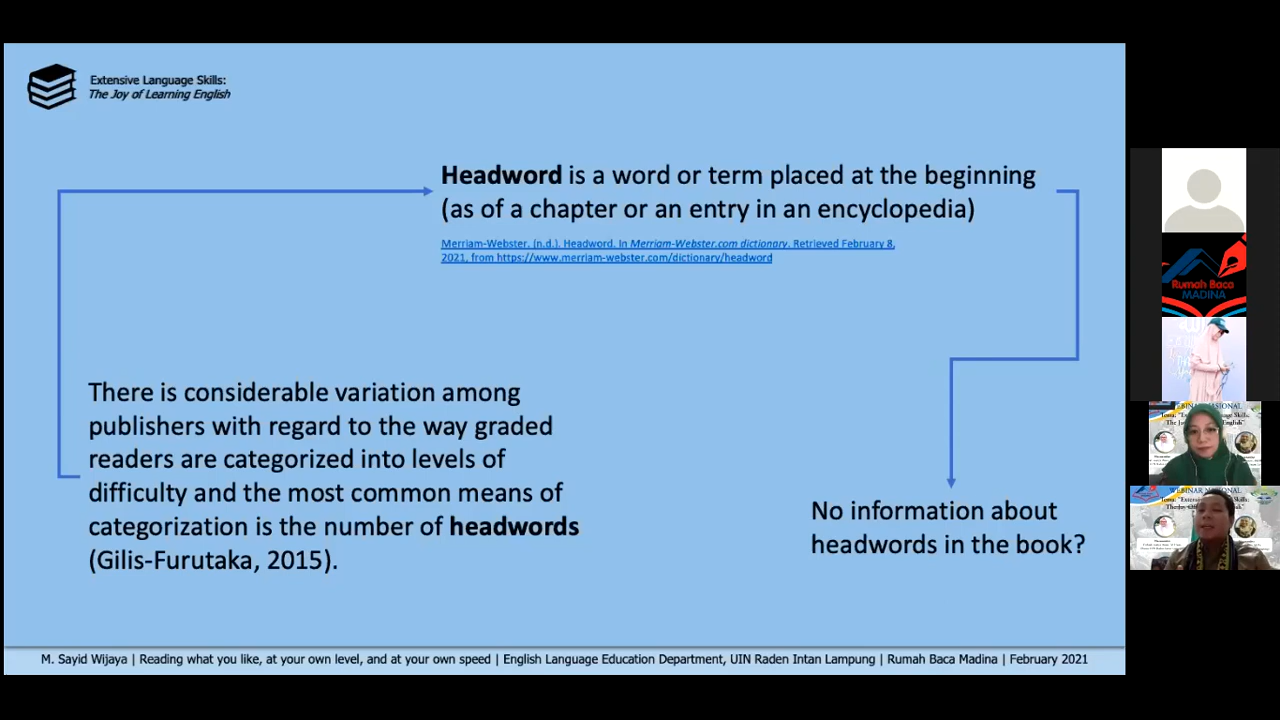 Extensive Language Skills:
The Joy of Learning English
Headword is a word or term placed at the beginning
(as of a chapter or an entry in an encyclopedia)
Merriam-Webster. (n.d.). Headword. In Merriam-Webster.com dictionary. Retrieved February 8,
2021, from https://www.merriam-webster.com/dictionary/headword
There is considerable variation among
publishers with regard to the way graded
readers are categorized into levels of
difficulty and the most common means of
categorization is the number of headwords
(Gilis-Furutaka, 2015).
No information about
headwords in the book?
M. Sayid Wijaya | Reading what you like, at your own level, and at your own speed | English Language Education Department, UIN Raden Intan Lampung | Rumah Baca Madina | February 2021
Rumah Baca
MADINA